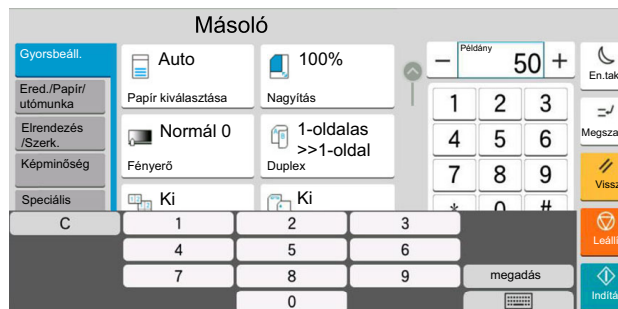 Másoló
Gyorsbeáll.
Ered./Papír/
utómunka
Elrendezés
/Szerk.
Képminőség
Speciális
Auto
Papír kiválasztása
100%
Nagyítás
Normál 0
Fényerő
1-oldalas
>>1-oldal
Duplex
Ki
Ki
Példány
− 50 +
1 2 3
4 5 6
7 8 9
* 0 #
En.tak
Megsza
Vissz
Leállí
Indítá
C 1 2 3
4 5 6
7 8 9
0
megadás